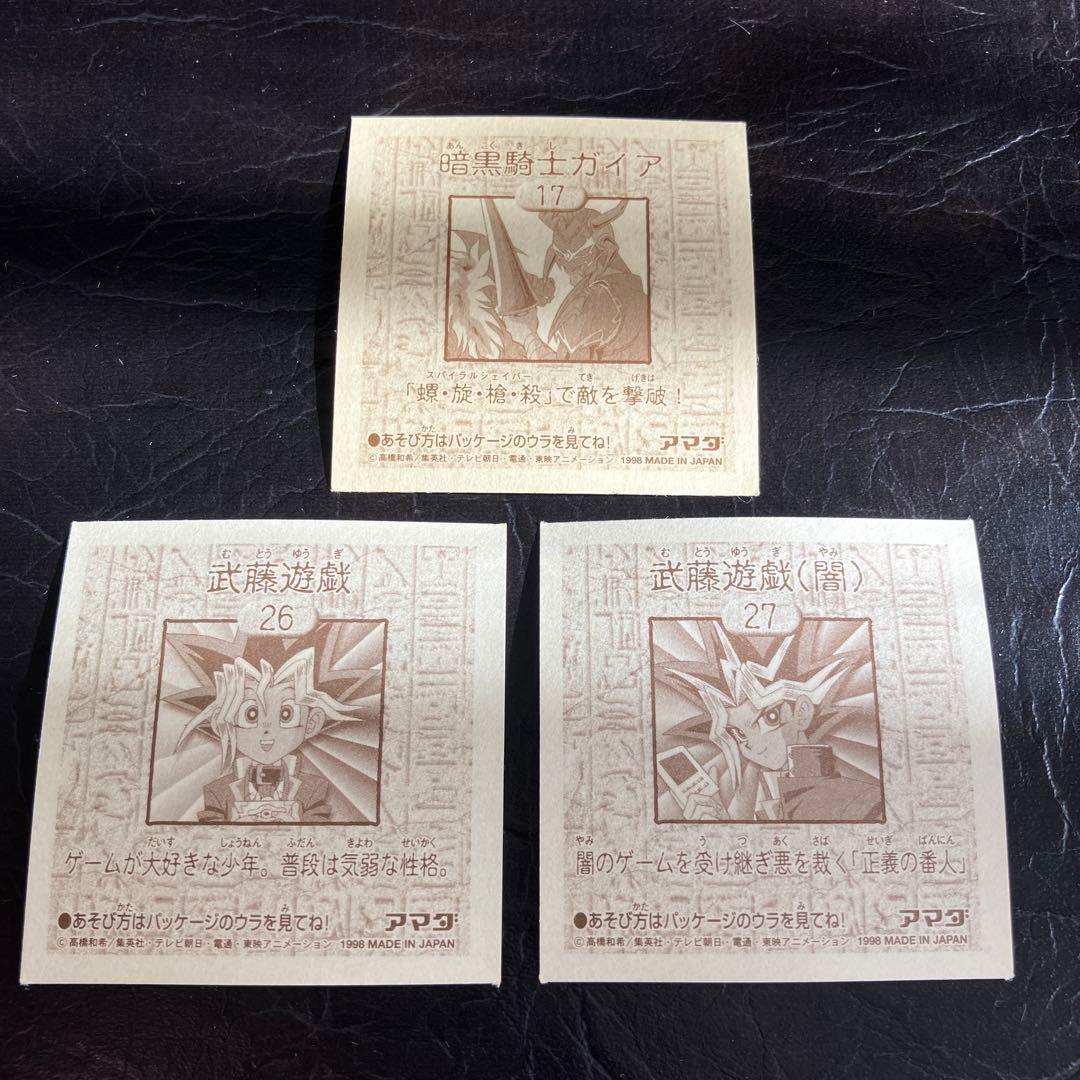 あんこくきし
暗黒騎士ガイア
17
スパイラルシェイバー てき げきは
「螺・旋・槍・殺」で敵を撃破！
かた み
●あそび方はパッケージのウラを見てね！ アマダ
©高橋和希／集英社・テレビ朝日・電通・東映アニメーション 1998 MADE IN JAPAN
むとうゆうぎ
武藤遊戯
26
だいす しょうねん ふだん きよわ せいかく
ゲームが大好きな少年。普段は気弱な性格。
かた み
●あそび方はパッケージのウラを見てね！ アマダ
©高橋和希／集英社・テレビ朝日・電通・東映アニメーション 1998 MADE IN JAPAN
むとうゆうぎ やみ
武藤遊戯（闇）
27
やみ う つ あく さば せいぎ ばんにん
闇のゲームを受け継ぎ悪を裁く「正義の番人」
かた み
●あそび方はパッケージのウラを見てね！ アマダ
©高橋和希／集英社・テレビ朝日・電通・東映アニメーション 1998 MADE IN JAPAN